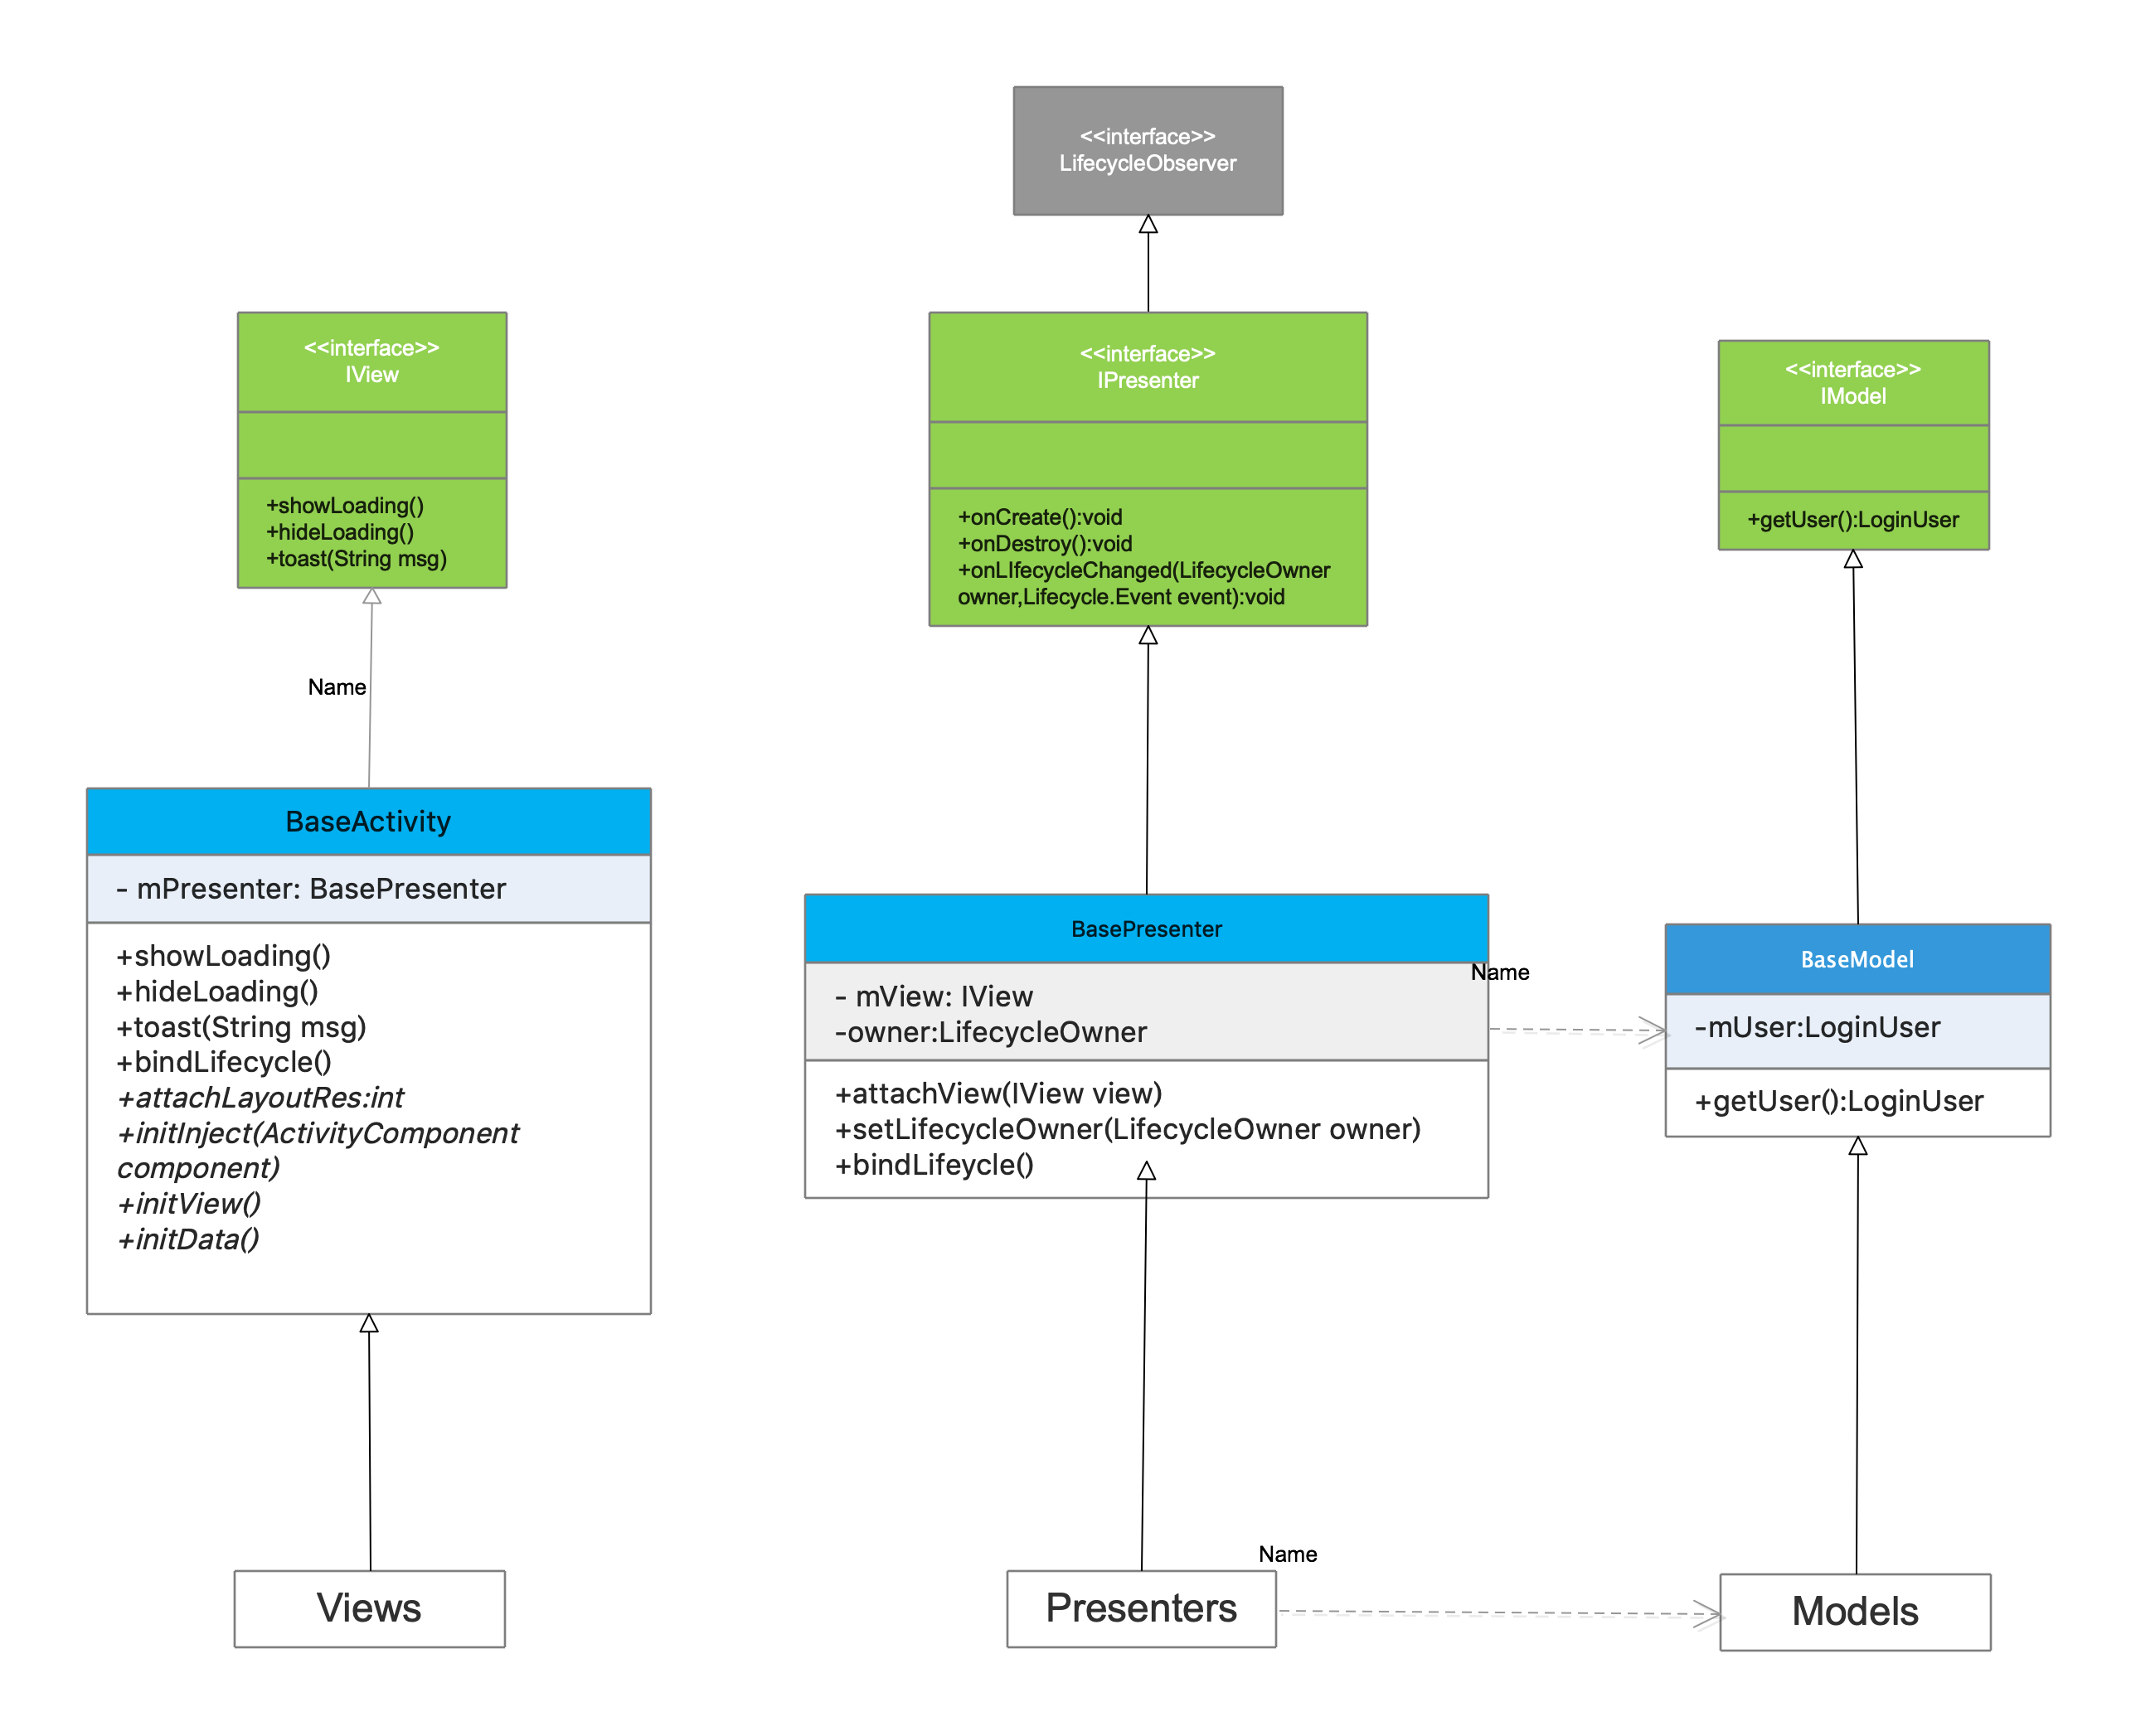 <<interface>>
LifecycleObserver
<<interface>>
IView
+showLoading()
+hideLoading()
+toast(String msg)
<<interface>>
IPresenter
+onCreate():void
+onDestroy():void
+onLIfecycleChanged(LifecycleOwner
owner,Lifecycle.Event event):void
<<interface>>
IModel
+getUser():LoginUser
Name
BaseActivity
- mPresenter: BasePresenter
+showLoading()
+hideLoading()
+toast(String msg)
+bindLifecycle()
+attachLayoutRes:int
+initInject(ActivityComponent
component)
+initView()
+initData()
BasePresenter
- mView: IView
-owner:LifecycleOwner
+attachView(IView view)
+setLifecycleOwner(LifecycleOwner owner)
+bindLifeycle()
Name
BaseModel
-mUser:LoginUser
+getUser():LoginUser
Views
Presenters
Name
Models